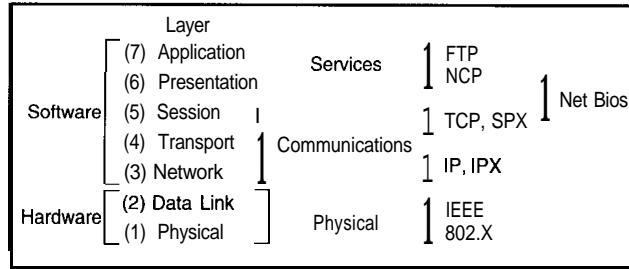 Layer
(7) Application
(6) Presentation
Software (5) Session
(4) Transport
(3) Network
Hardware (2) Data Link
(1) Physical
Services
Communications
Physical
FTP
NCP
TCP, SPX
IP, IPX
IEEE
802.X
Net Bios